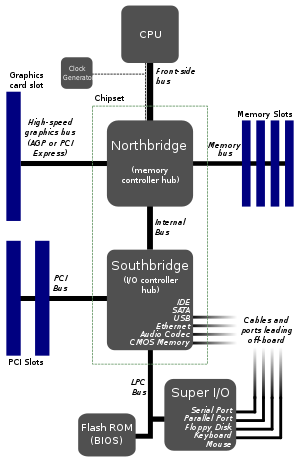 CPU
Clock
Generator
Front-side
bus
Graphics
card slot
Chipset
High-speed
graphics bus
(AGP or PCI
Express)
Northbridge
(memory
controller hub)
Memory
bus
Memory Slots
Internal
Bus
Southbridge
(I/O controller
hub)
PCI
Bus
IDE
SATA
USB
Ethernet
Audio Codec
CMOS Memory
Cables and
ports leading
off-board
PCI Slots
LPC
Bus
Super I/O
Serial Port
Parallel Port
Floppy Disk
Keyboard
Mouse
Flash ROM
(BIOS)